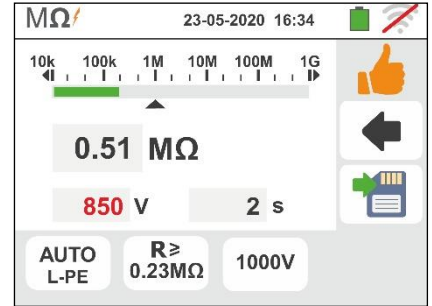 MΩ 23-05-2020 16:34
10k 100k 1M 10M 100M 1G
0.51 MΩ
850 V 2 s
AUTO R≥ 1000V
L-PE 0.23MΩ